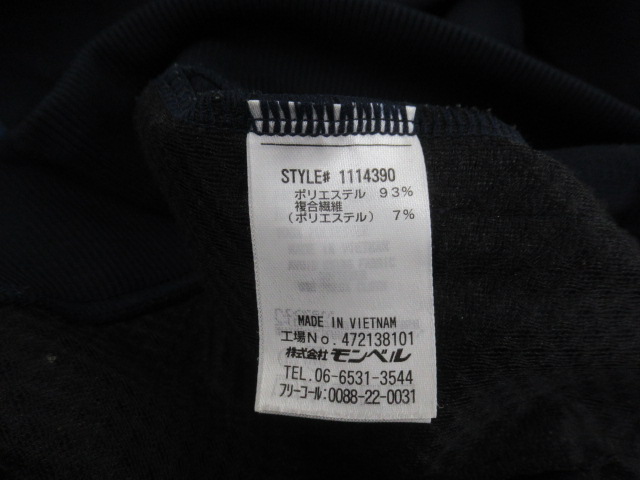 STYLE# 1114390
ポリエステル 93%
複合繊維
(ポリエステル) 7%
MADE IN VIETNAM
工場No. 472138101
株式会社 モンベル
TEL. 06-6531-3544
フリーコール:0088-22-0031